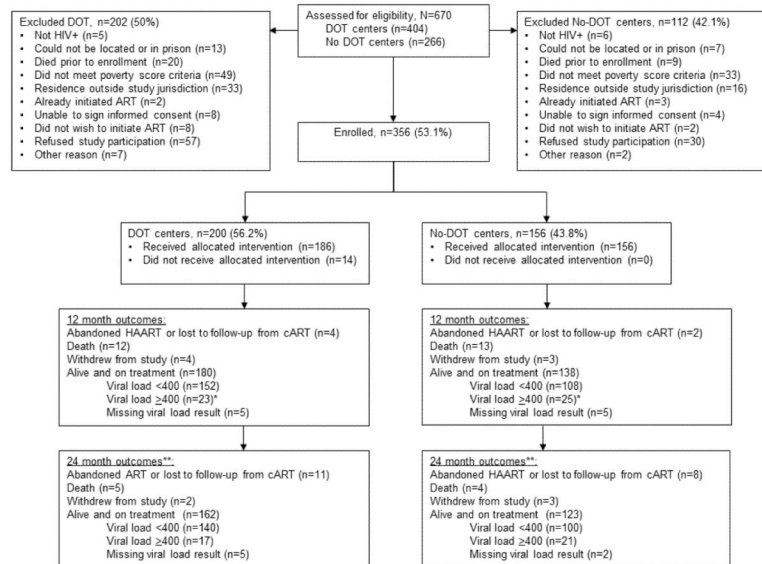 Excluded DOT, n=202 (50%)
• Not HIV+ (n=5)
• Could not be located or in prison (n=13)
• Died prior to enrollment (n=20)
• Did not meet poverty score criteria (n=49)
• Residence outside study jurisdiction (n=33)
• Already initiated ART (n=2)
• Unable to sign informed consent (n=8)
• Did not wish to initiate ART (n=8)
• Refused study participation (n=57)
• Other reason (n=7)
Assessed for eligibility, N=670
DOT centers (n=404)
No DOT centers (n=266)
Excluded No-DOT centers, n=112 (42.1%)
• Not HIV+ (n=6)
• Could not be located or in prison (n=7)
• Died prior to enrollment (n=9)
• Did not meet poverty score criteria (n=33)
• Residence outside study jurisdiction (n=16)
• Already initiated ART (n=3)
• Unable to sign informed consent (n=4)
• Did not wish to initiate ART (n=2)
• Refused study participation (n=30)
• Other reason (n=2)
Enrolled, n=356 (53.1%)
DOT centers, n=200 (56.2%)
• Received allocated intervention (n=186)
• Did not receive allocated intervention (n=14)
No-DOT centers, n=156 (43.8%)
• Received allocated intervention (n=156)
• Did not receive allocated intervention (n=0)
12 month outcomes:
Abandoned HAART or lost to follow-up from cART (n=4)
Death (n=12)
Withdrew from study (n=4)
Alive and on treatment (n=180)
Viral load <400 (n=152)
Viral load ≥400 (n=23)*
Missing viral load result (n=5)
12 month outcomes:
Abandoned HAART or lost to follow-up from cART (n=2)
Death (n=13)
Withdrew from study (n=3)
Alive and on treatment (n=138)
Viral load <400 (n=108)
Viral load ≥400 (n=25)*
Missing viral load result (n=5)
24 month outcomes**:
Abandoned ART or lost to follow-up from cART (n=11)
Death (n=5)
Withdrew from study (n=2)
Alive and on treatment (n=162)
Viral load <400 (n=140)
Viral load ≥400 (n=17)
Missing viral load result (n=5)
24 month outcomes**:
Abandoned HAART or lost to follow-up from cART (n=8)
Death (n=4)
Withdrew from study (n=3)
Alive and on treatment (n=123)
Viral load <400 (n=100)
Viral load ≥400 (n=21)
Missing viral load result (n=2)